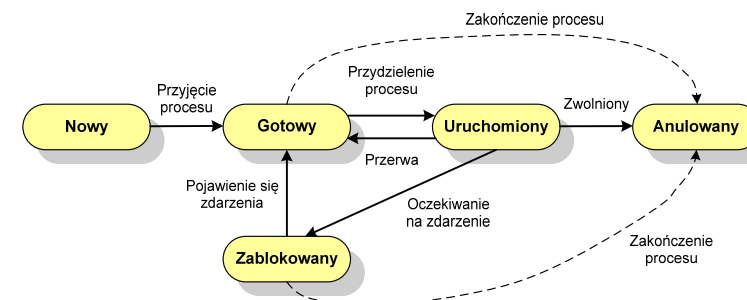 Zakończenie procesu
Przydzielenie
procesu
Przyjęcie
procesu
Zwolniony
Nowy
Gotowy
Uruchomiony
Anulowany
Przerwa
Pojawienie się
zdarzenia
Oczekiwanie
na zdarzenie
Zakończenie
procesu
Zablokowany